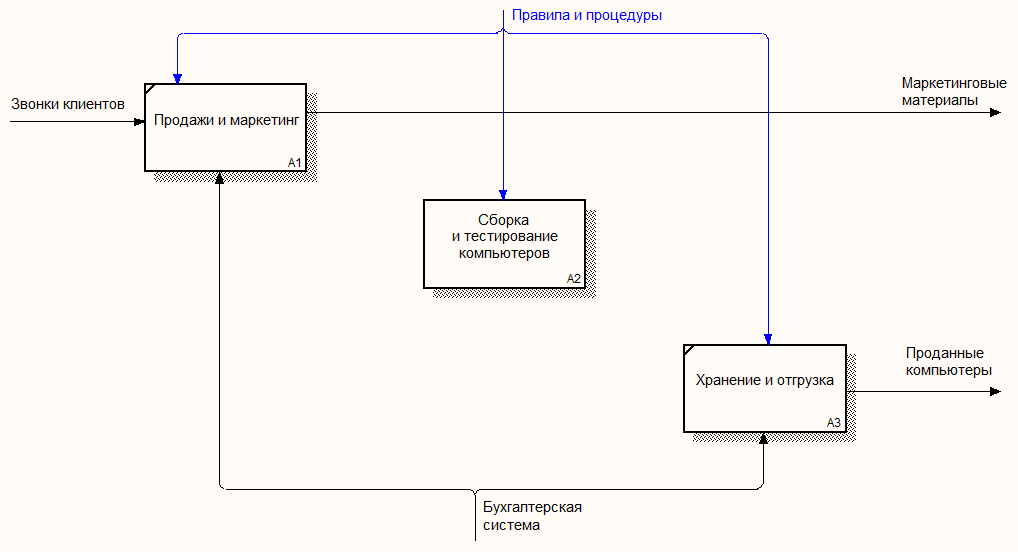 Правила и процедуры
Звонки клиентов
Продажи и маркетинг
A1
Маркетинговые
материалы
Сборка
и тестирование
компьютеров
A2
Хранение и отгрузка
A3
Проданные
компьютеры
Бухгалтерская
система